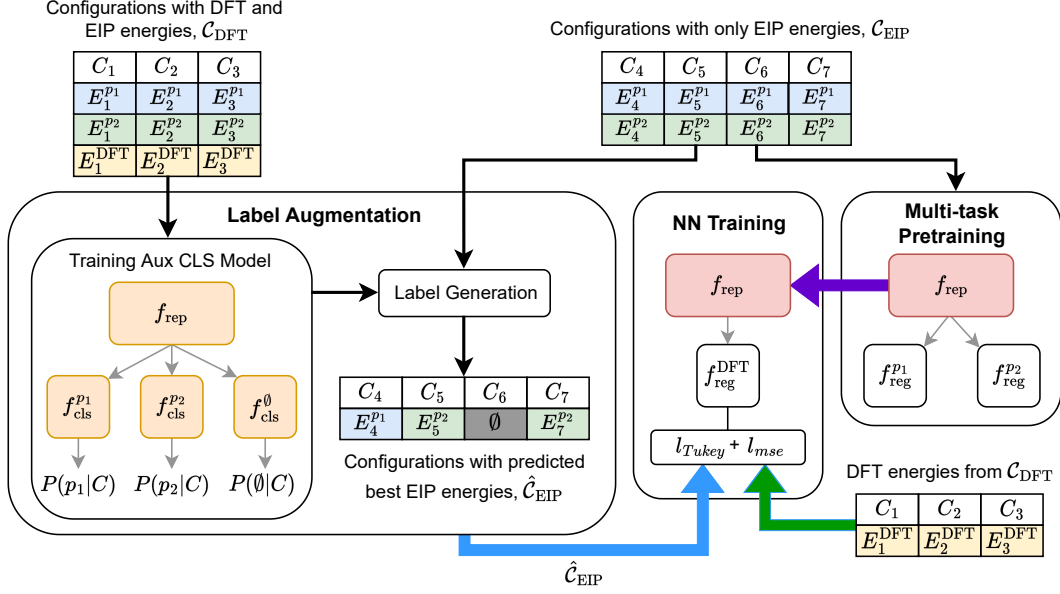 Configurations with DFT and
EIP energies, 𝒞_DFT
C_1 C_2 C_3
E_1^{p_1} E_2^{p_1} E_3^{p_1}
E_1^{p_2} E_2^{p_2} E_3^{p_2}
E_1^{DFT} E_2^{DFT} E_3^{DFT}
Configurations with only EIP energies, 𝒞_EIP
C_4 C_5 C_6 C_7
E_4^{p_1} E_5^{p_1} E_6^{p_1} E_7^{p_1}
E_4^{p_2} E_5^{p_2} E_6^{p_2} E_7^{p_2}
Label Augmentation
Training Aux CLS Model
f_rep
f_cls^{p_1} f_cls^{p_2} f_cls^{∅}
P(p_1|C) P(p_2|C) P(∅|C)
Label Generation
C_4 C_5 C_6 C_7
E_4^{p_1} E_5^{p_2} ∅ E_7^{p_2}
Configurations with predicted
best EIP energies, 𝒞̂_EIP
NN Training
f_rep
f_reg^{DFT}
l_{Tukey} + l_{mse}
Multi-task
Pretraining
f_rep
f_reg^{p_1} f_reg^{p_2}
DFT energies from 𝒞_DFT
C_1 C_2 C_3
E_1^{DFT} E_2^{DFT} E_3^{DFT}
𝒞̂_EIP